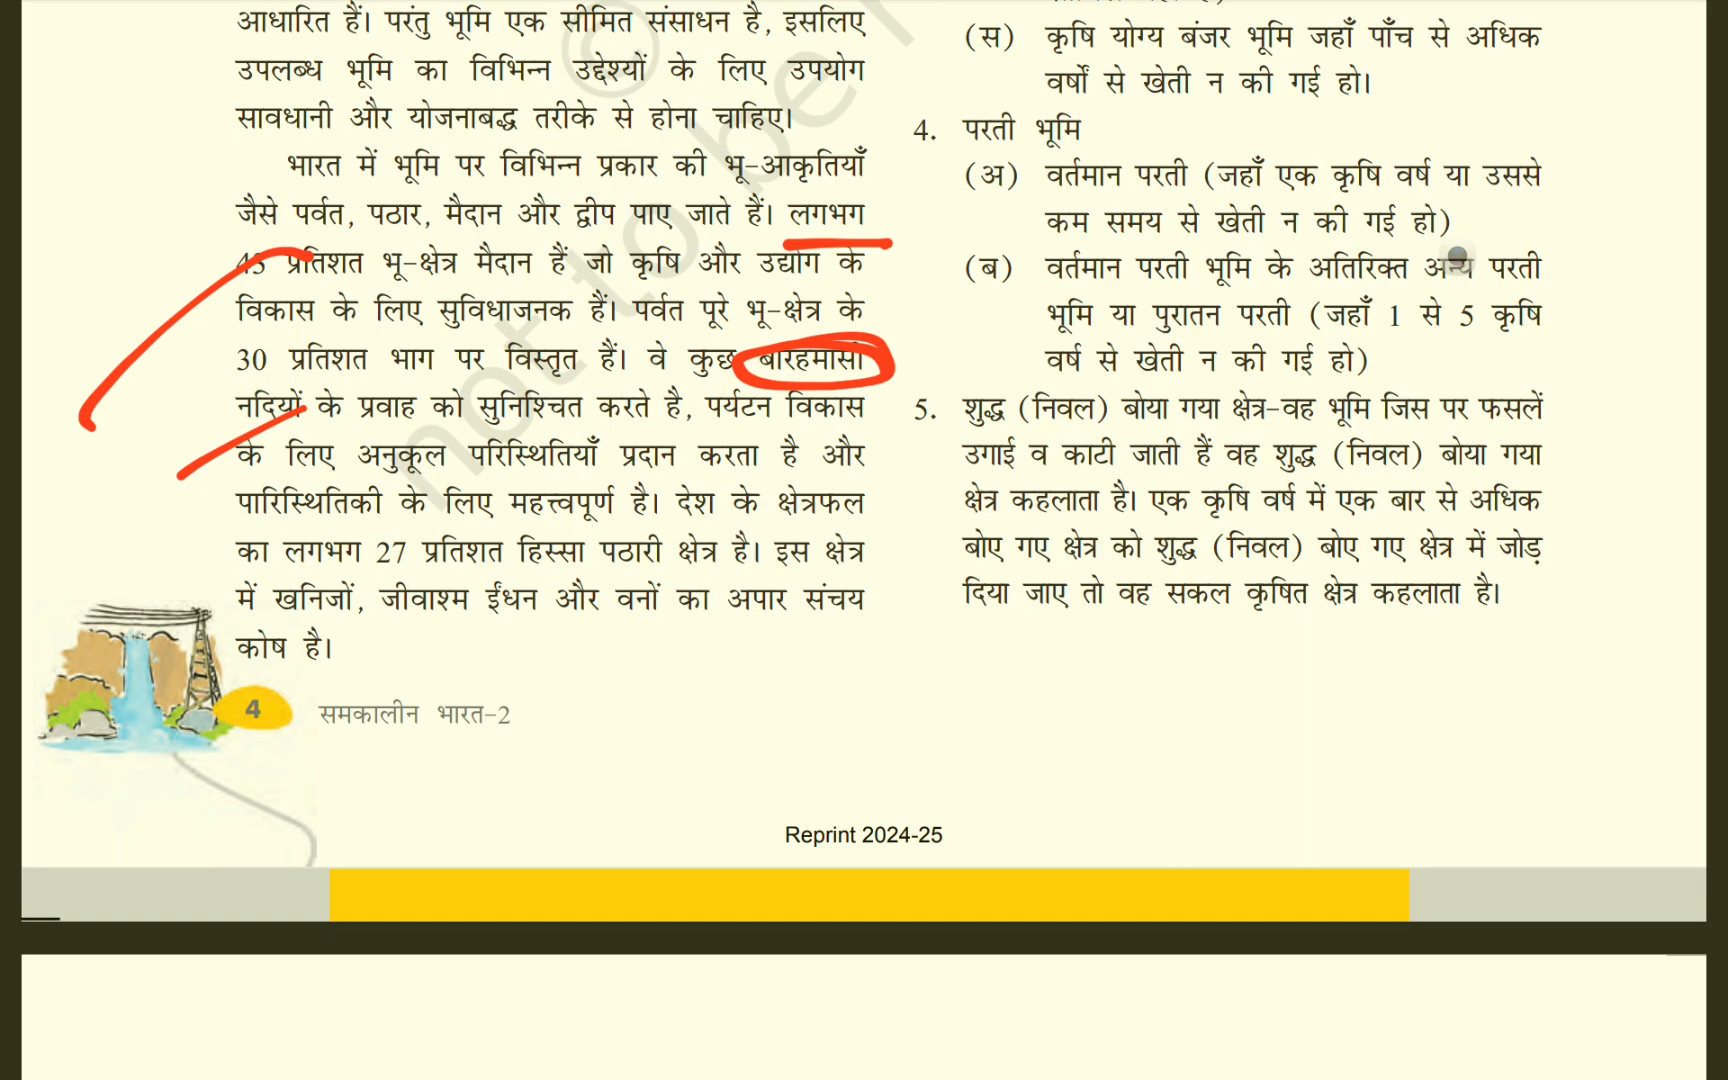 आधारित हैं। परंतु भूमि एक सीमित संसाधन है, इसलिए
उपलब्ध भूमि का विभिन्न उद्देश्यों के लिए उपयोग
सावधानी और योजनाबद्ध तरीके से होना चाहिए।
भारत में भूमि पर विभिन्न प्रकार की भू-आकृतियाँ
जैसे पर्वत, पठार, मैदान और द्वीप पाए जाते हैं। लगभग
43 प्रतिशत भू-क्षेत्र मैदान हैं जो कृषि और उद्योग के
विकास के लिए सुविधाजनक हैं। पर्वत पूरे भू-क्षेत्र के
30 प्रतिशत भाग पर विस्तृत हैं। वे कुछ बारहमासी
नदियों के प्रवाह को सुनिश्चित करते है, पर्यटन विकास
के लिए अनुकूल परिस्थितियाँ प्रदान करता है और
पारिस्थितिकी के लिए महत्त्वपूर्ण है। देश के क्षेत्रफल
का लगभग 27 प्रतिशत हिस्सा पठारी क्षेत्र है। इस क्षेत्र
में खनिजों, जीवाश्म ईंधन और वनों का अपार संचय
कोष है।
(स) कृषि योग्य बंजर भूमि जहाँ पाँच से अधिक
वर्षों से खेती न की गई हो।
4. परती भूमि
(अ) वर्तमान परती (जहाँ एक कृषि वर्ष या उससे
कम समय से खेती न की गई हो)
(ब) वर्तमान परती भूमि के अतिरिक्त अन्य परती
भूमि या पुरातन परती (जहाँ 1 से 5 कृषि
वर्ष से खेती न की गई हो)
5. शुद्ध (निवल) बोया गया क्षेत्र-वह भूमि जिस पर फसलें
उगाई व काटी जाती हैं वह शुद्ध (निवल) बोया गया
क्षेत्र कहलाता है। एक कृषि वर्ष में एक बार से अधिक
बोए गए क्षेत्र को शुद्ध (निवल) बोए गए क्षेत्र में जोड़
दिया जाए तो वह सकल कृषित क्षेत्र कहलाता है।
4 समकालीन भारत-2
Reprint 2024-25
© not to be